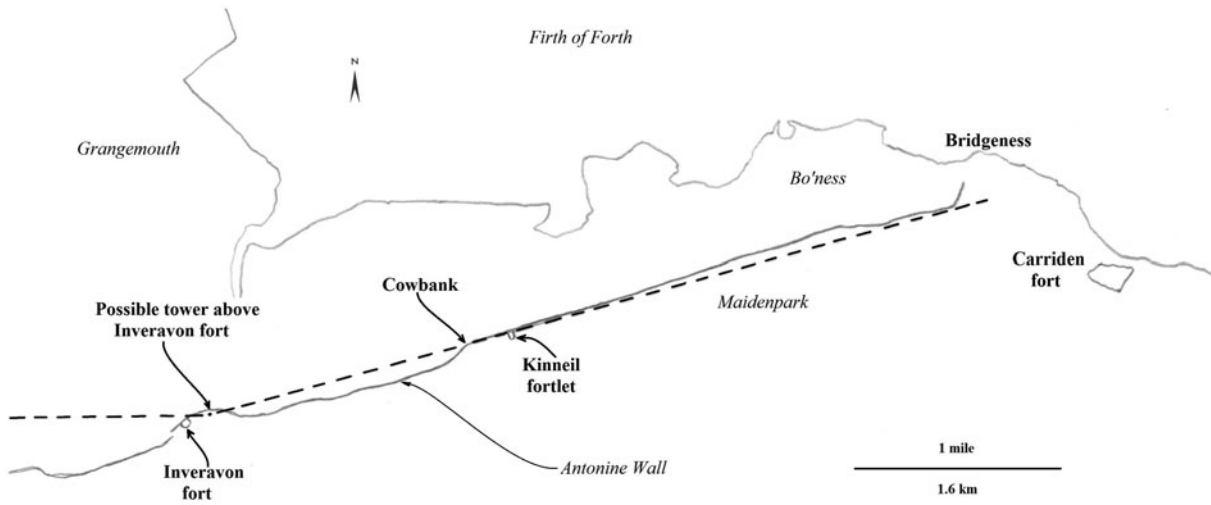 Firth of Forth
N
Grangemouth
Bridgeness
Bo'ness
Carriden
fort
Cowbank
Maidenpark
Possible tower above
Inveravon fort
Kinneil
fortlet
Inveravon
fort
Antonine Wall
1 mile
1.6 km